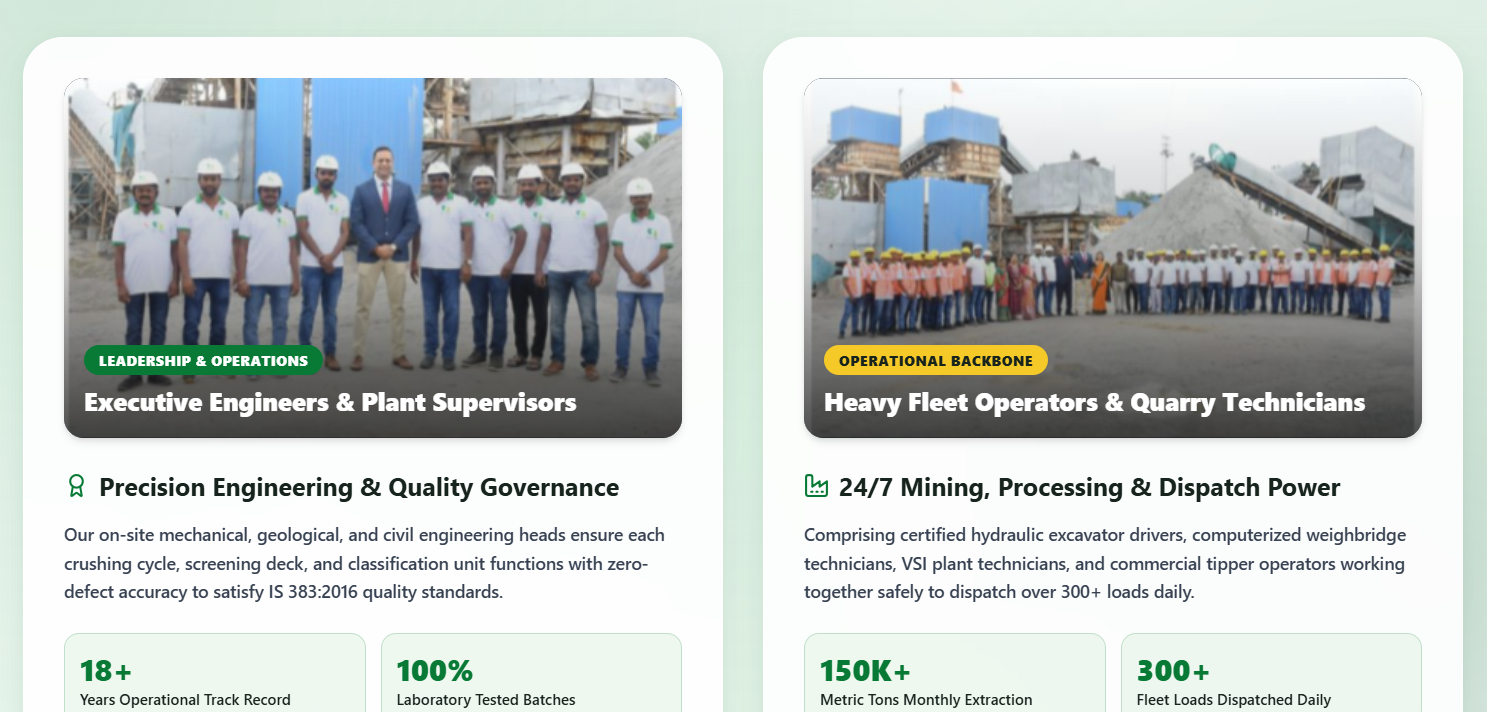 LEADERSHIP & OPERATIONS
Executive Engineers & Plant Supervisors
Precision Engineering & Quality Governance
Our on-site mechanical, geological, and civil engineering heads ensure each
crushing cycle, screening deck, and classification unit functions with zero-
defect accuracy to satisfy IS 383:2016 quality standards.
18+
Years Operational Track Record
100%
Laboratory Tested Batches
OPERATIONAL BACKBONE
Heavy Fleet Operators & Quarry Technicians
24/7 Mining, Processing & Dispatch Power
Comprising certified hydraulic excavator drivers, computerized weighbridge
technicians, VSI plant technicians, and commercial tipper operators working
together safely to dispatch over 300+ loads daily.
150K+
Metric Tons Monthly Extraction
300+
Fleet Loads Dispatched Daily